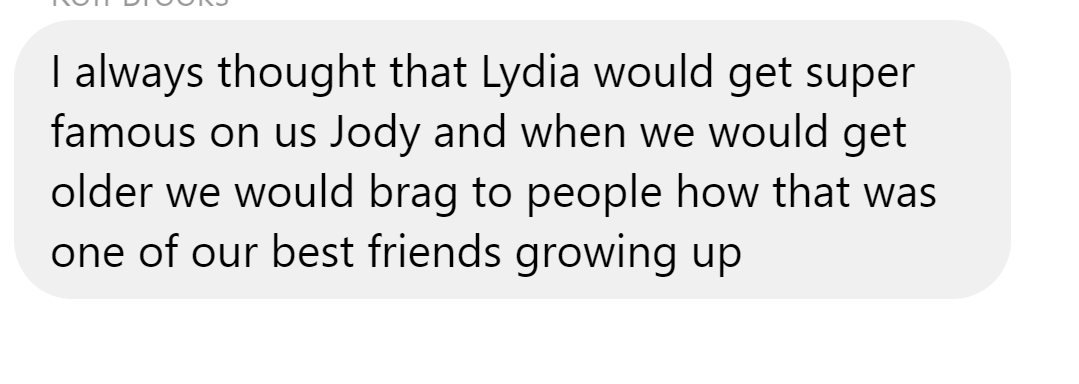 I always thought that Lydia would get super
famous on us Jody and when we would get
older we would brag to people how that was
one of our best friends growing up